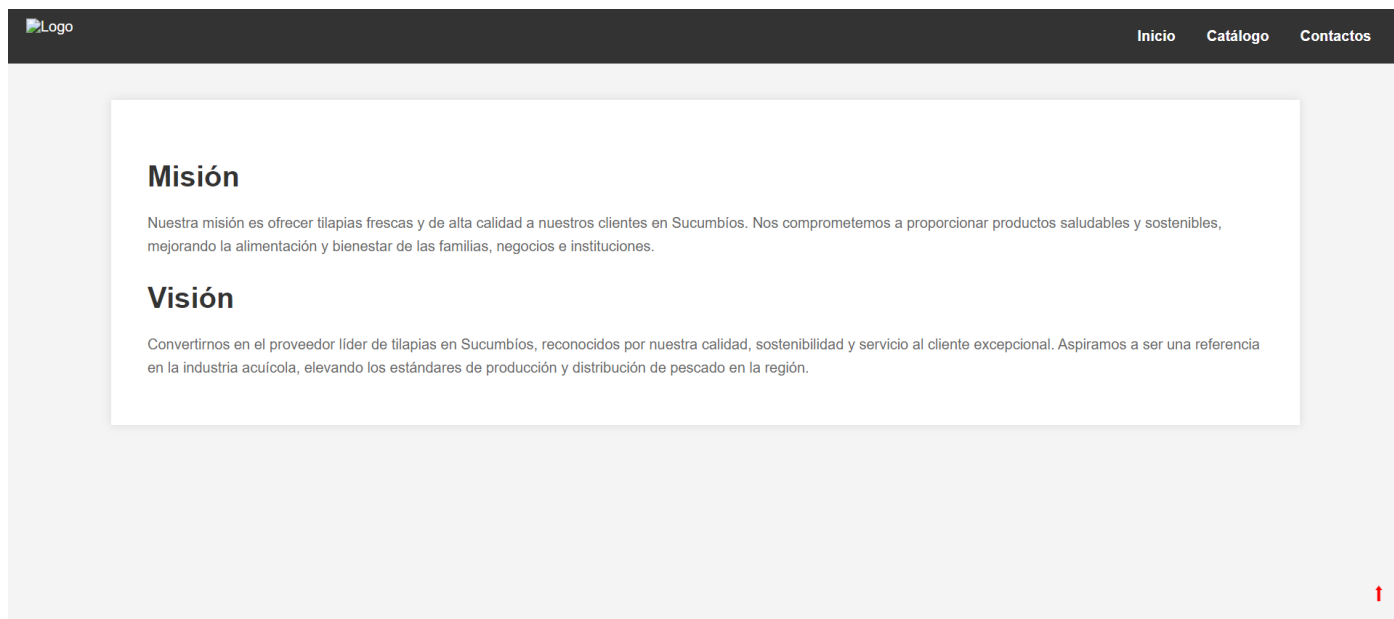 Logo
Inicio Catálogo Contactos
Misión
Nuestra misión es ofrecer tilapias frescas y de alta calidad a nuestros clientes en Sucumbíos. Nos comprometemos a proporcionar productos saludables y sostenibles,
mejorando la alimentación y bienestar de las familias, negocios e instituciones.
Visión
Convertirnos en el proveedor líder de tilapias en Sucumbíos, reconocidos por nuestra calidad, sostenibilidad y servicio al cliente excepcional. Aspiramos a ser una referencia
en la industria acuícola, elevando los estándares de producción y distribución de pescado en la región.